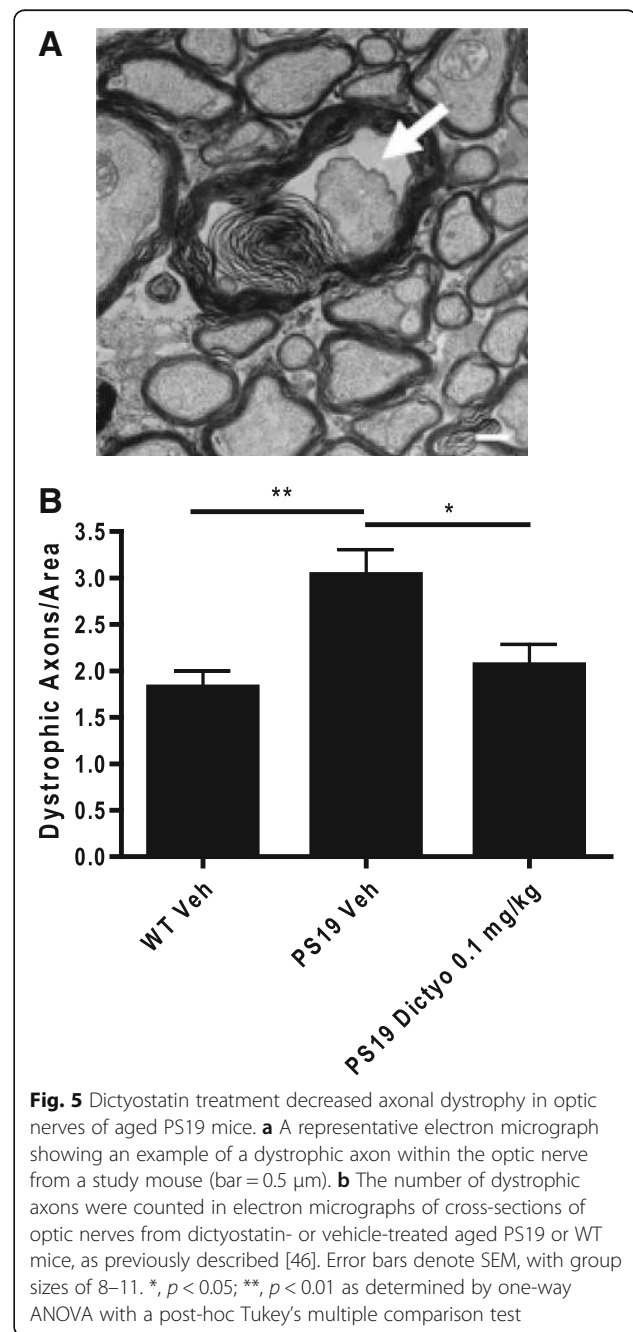 A
B
**
*
3.5
3.0
2.5
2.0
1.5
1.0
0.5
0.0
Dystrophic Axons/Area
WT Veh
PS19 Veh
PS19 Dictyo 0.1 mg/kg
Fig. 5 Dictyostatin treatment decreased axonal dystrophy in optic
nerves of aged PS19 mice. a A representative electron micrograph
showing an example of a dystrophic axon within the optic nerve
from a study mouse (bar = 0.5 μm). b The number of dystrophic
axons were counted in electron micrographs of cross-sections of
optic nerves from dictyostatin- or vehicle-treated aged PS19 or WT
mice, as previously described [46]. Error bars denote SEM, with group
sizes of 8–11. *, p < 0.05; **, p < 0.01 as determined by one-way
ANOVA with a post-hoc Tukey's multiple comparison test